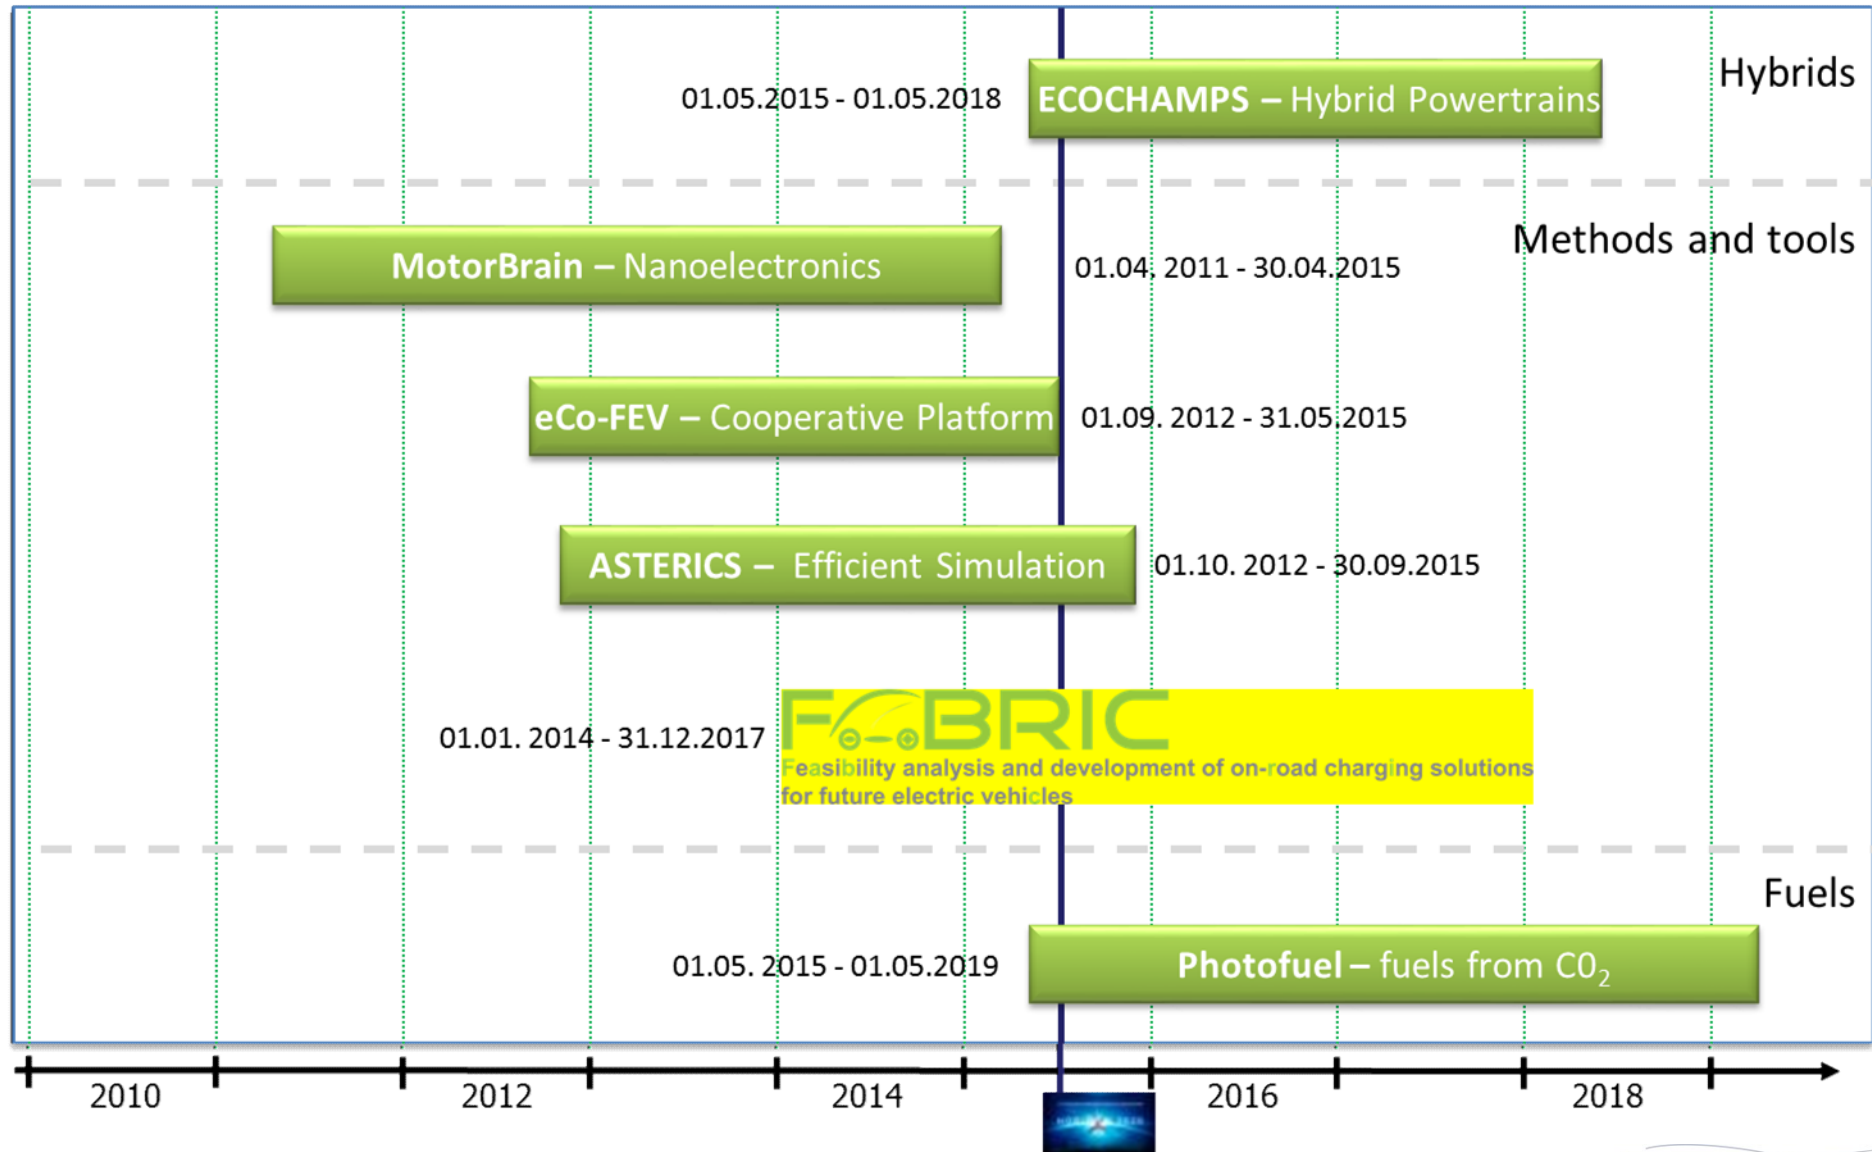 Hybrids
01.05.2015 - 01.05.2018
ECOCHAMPS – Hybrid Powertrains
Methods and tools
MotorBrain – Nanoelectronics
01.04. 2011 - 30.04.2015
eCo-FEV – Cooperative Platform
01.09. 2012 - 31.05.2015
ASTERICS – Efficient Simulation
01.10. 2012 - 30.09.2015
01.01. 2014 - 31.12.2017
FABRIC
Feasibility analysis and development of on-road charging solutions
for future electric vehicles
Fuels
01.05. 2015 - 01.05.2019
Photofuel – fuels from C0₂
2010 2012 2014 2016 2018